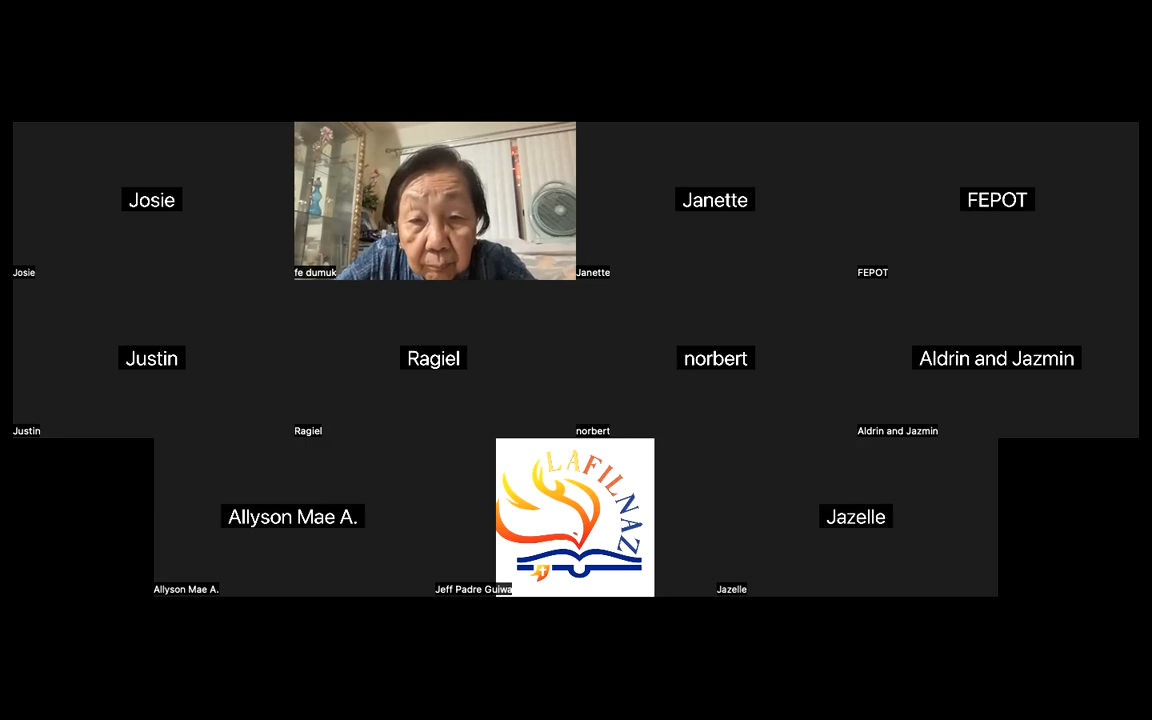 Josie
Janette
FEPOT
Josie
fe dumuk
Janette
FEPOT
Justin
Ragiel
norbert
Aldrin and Jazmin
Justin
Ragiel
norbert
Aldrin and Jazmin
LAFILNAZ
Allyson Mae A.
Jazelle
Allyson Mae A.
Jeff Padre Guiwa
Jazelle